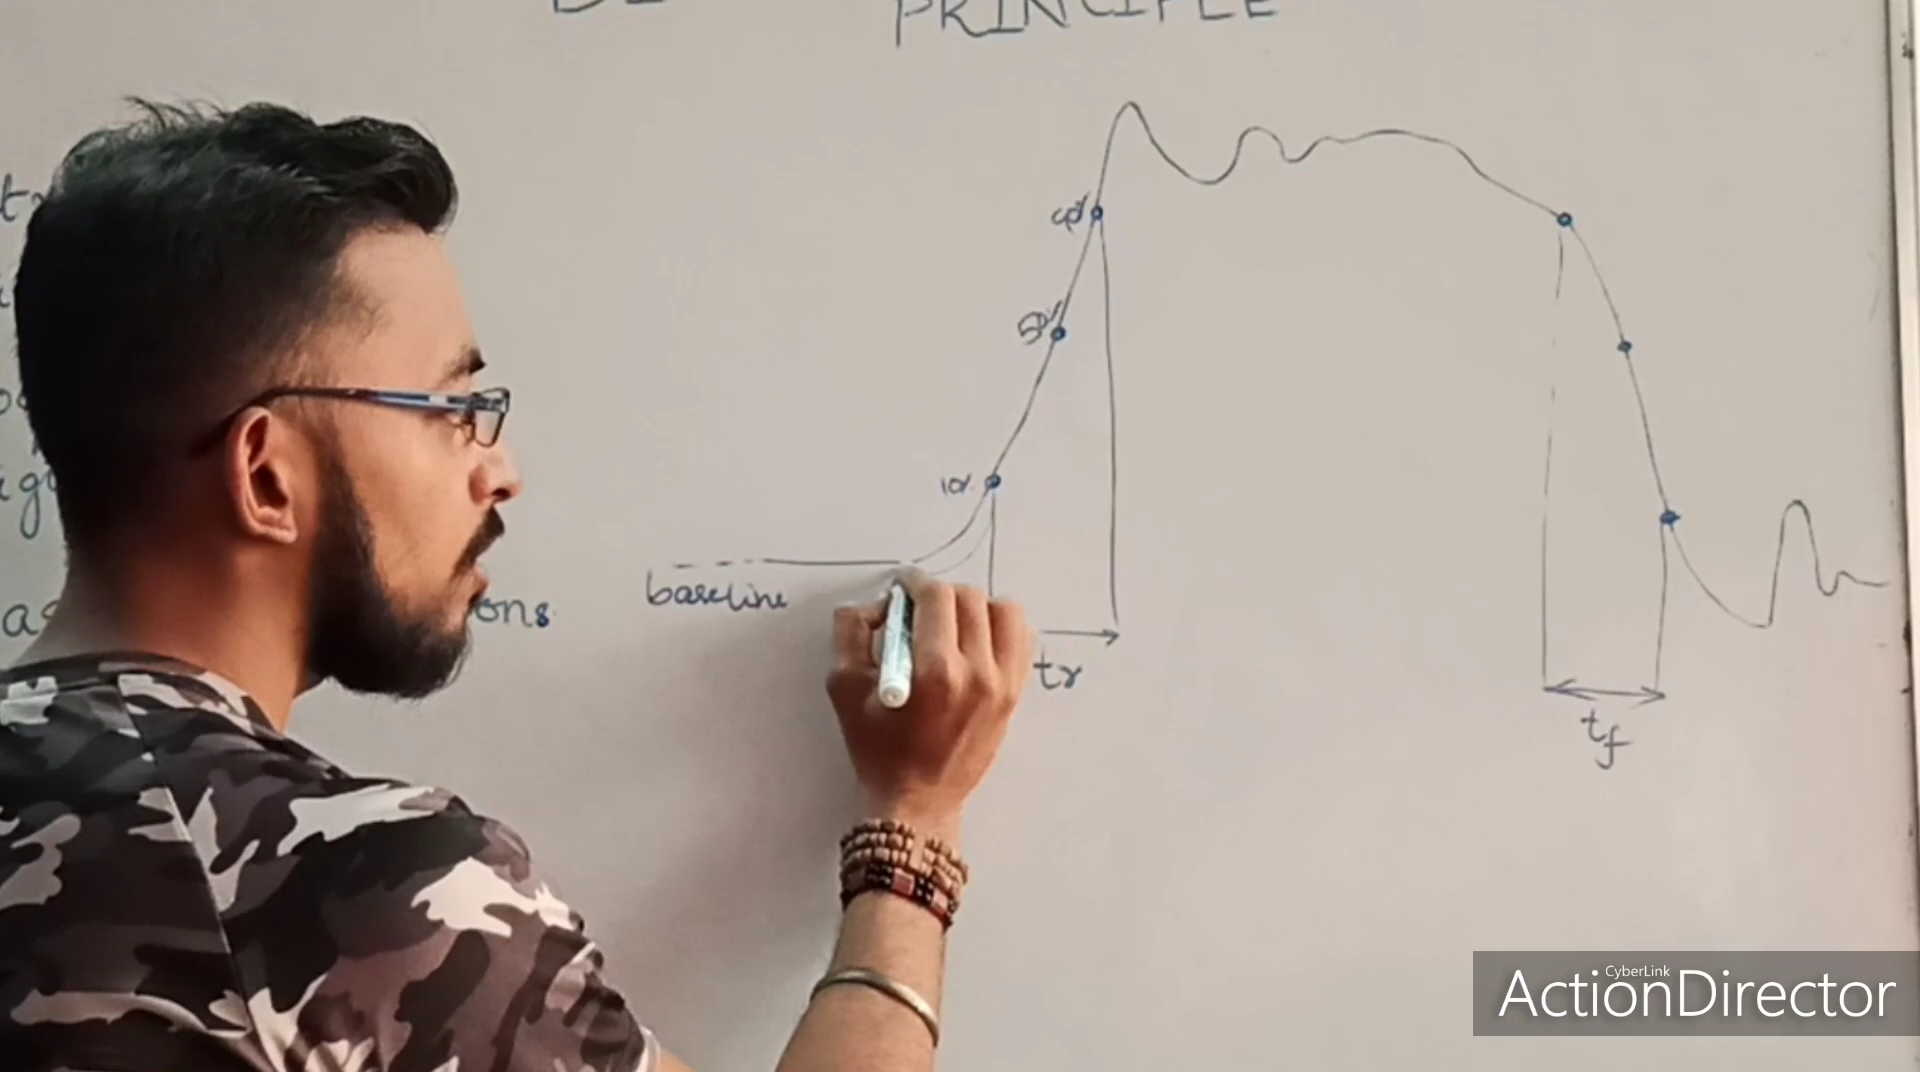 PRINCIPLE
90%
50%
10%
baseline
ons.
tr
tf
CyberLink
ActionDirector